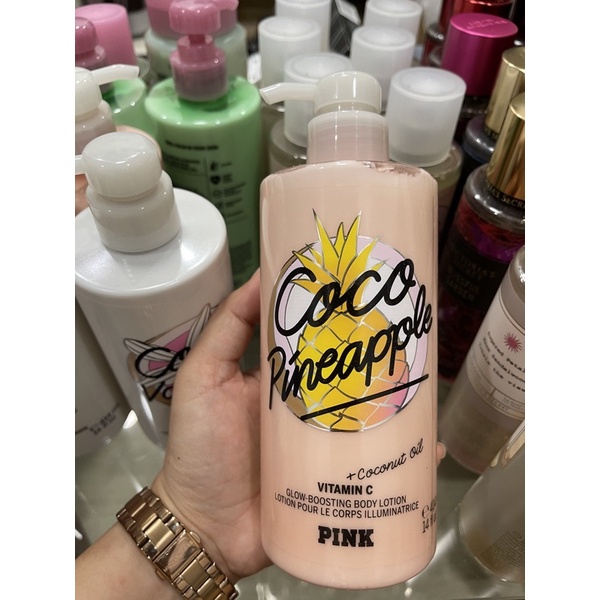 Coco
Pineapple
+ Coconut Oil
VITAMIN C
GLOW-BOOSTING BODY LOTION
LOTION POUR LE CORPS ILLUMINATRICE
PINK